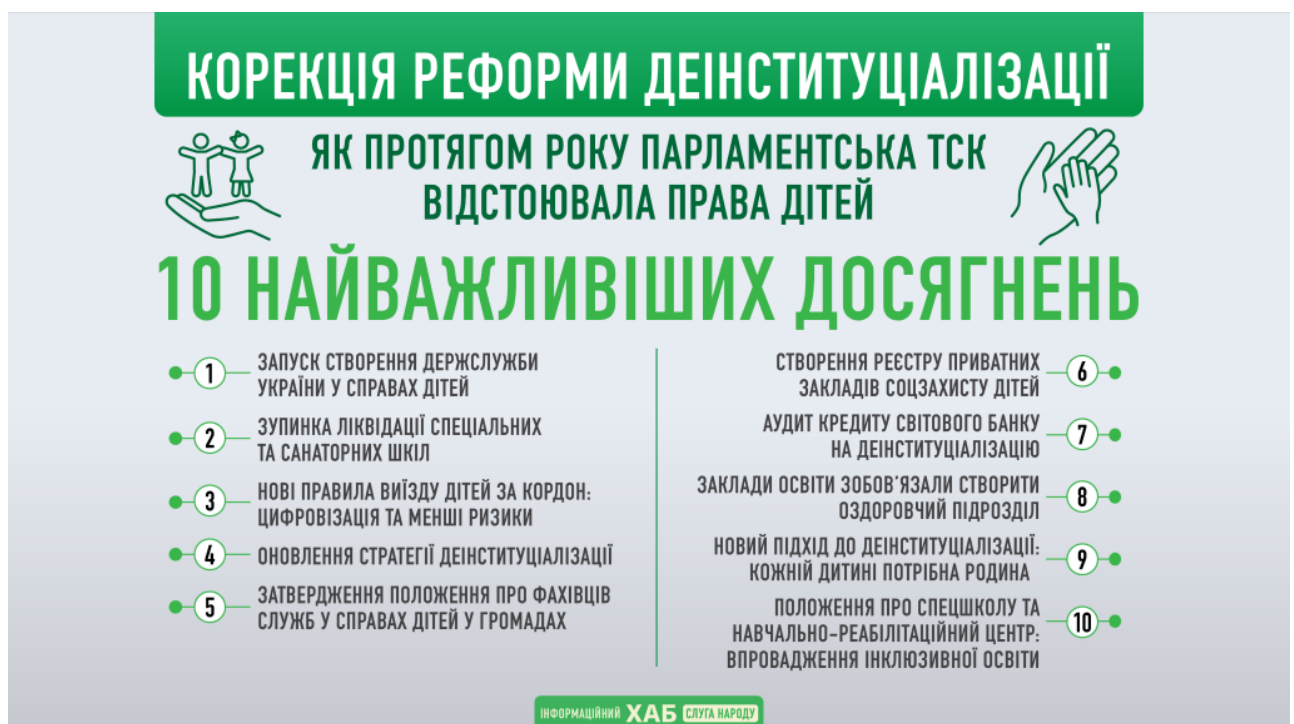 КОРЕКЦІЯ РЕФОРМИ ДЕІНСТИТУЦІАЛІЗАЦІЇ
ЯК ПРОТЯГОМ РОКУ ПАРЛАМЕНТСЬКА ТСК
ВІДСТОЮВАЛА ПРАВА ДІТЕЙ
10 НАЙВАЖЛИВІШИХ ДОСЯГНЕНЬ
1
ЗАПУСК СТВОРЕННЯ ДЕРЖСЛУЖБИ
УКРАЇНИ У СПРАВАХ ДІТЕЙ
2
ЗУПИНКА ЛІКВІДАЦІЇ СПЕЦІАЛЬНИХ
ТА САНАТОРНИХ ШКІЛ
3
НОВІ ПРАВИЛА ВИЇЗДУ ДІТЕЙ ЗА КОРДОН:
ЦИФРОВІЗАЦІЯ ТА МЕНШІ РИЗИКИ
4
ОНОВЛЕННЯ СТРАТЕГІЇ ДЕІНСТИТУЦІАЛІЗАЦІЇ
5
ЗАТВЕРДЖЕННЯ ПОЛОЖЕННЯ ПРО ФАХІВЦІВ
СЛУЖБ У СПРАВАХ ДІТЕЙ У ГРОМАДАХ
6
СТВОРЕННЯ РЕЄСТРУ ПРИВАТНИХ
ЗАКЛАДІВ СОЦЗАХИСТУ ДІТЕЙ
7
АУДИТ КРЕДИТУ СВІТОВОГО БАНКУ
НА ДЕІНСТИТУЦІАЛІЗАЦІЮ
8
ЗАКЛАДИ ОСВІТИ ЗОБОВ'ЯЗАЛИ СТВОРИТИ
ОЗДОРОВЧИЙ ПІДРОЗДІЛ
9
НОВИЙ ПІДХІД ДО ДЕІНСТИТУЦІАЛІЗАЦІЇ:
КОЖНІЙ ДИТИНІ ПОТРІБНА РОДИНА
10
ПОЛОЖЕННЯ ПРО СПЕЦШКОЛУ ТА
НАВЧАЛЬНО-РЕАБІЛІТАЦІЙНИЙ ЦЕНТР:
ВПРОВАДЖЕННЯ ІНКЛЮЗИВНОЇ ОСВІТИ
ІНФОРМАЦІЙНИЙ ХАБ СЛУГА НАРОДУ